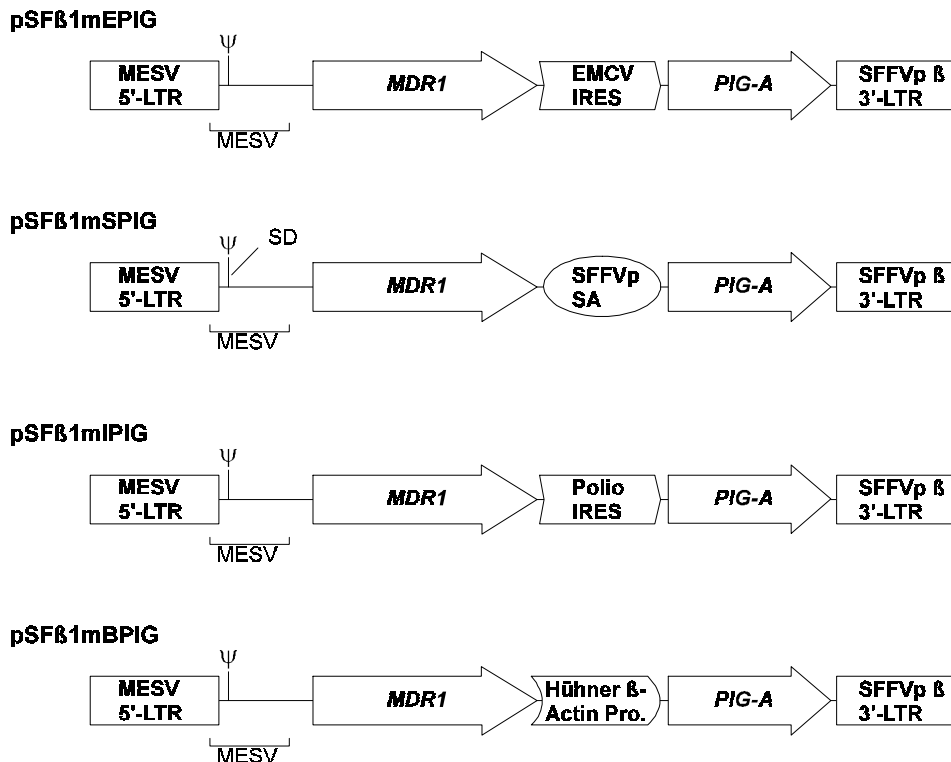 pSFß1mEPIG
Ψ
MESV MDR1 EMCV PIG-A SFFVp ß
5'-LTR IRES 3'-LTR
MESV
pSFß1mSPIG
Ψ SD
MESV MDR1 SFFVp PIG-A SFFVp ß
5'-LTR SA 3'-LTR
MESV
pSFß1mIPIG
Ψ
MESV MDR1 Polio PIG-A SFFVp ß
5'-LTR IRES 3'-LTR
MESV
pSFß1mBPIG
Ψ
MESV MDR1 Hühner ß- PIG-A SFFVp ß
5'-LTR Actin Pro. 3'-LTR
MESV